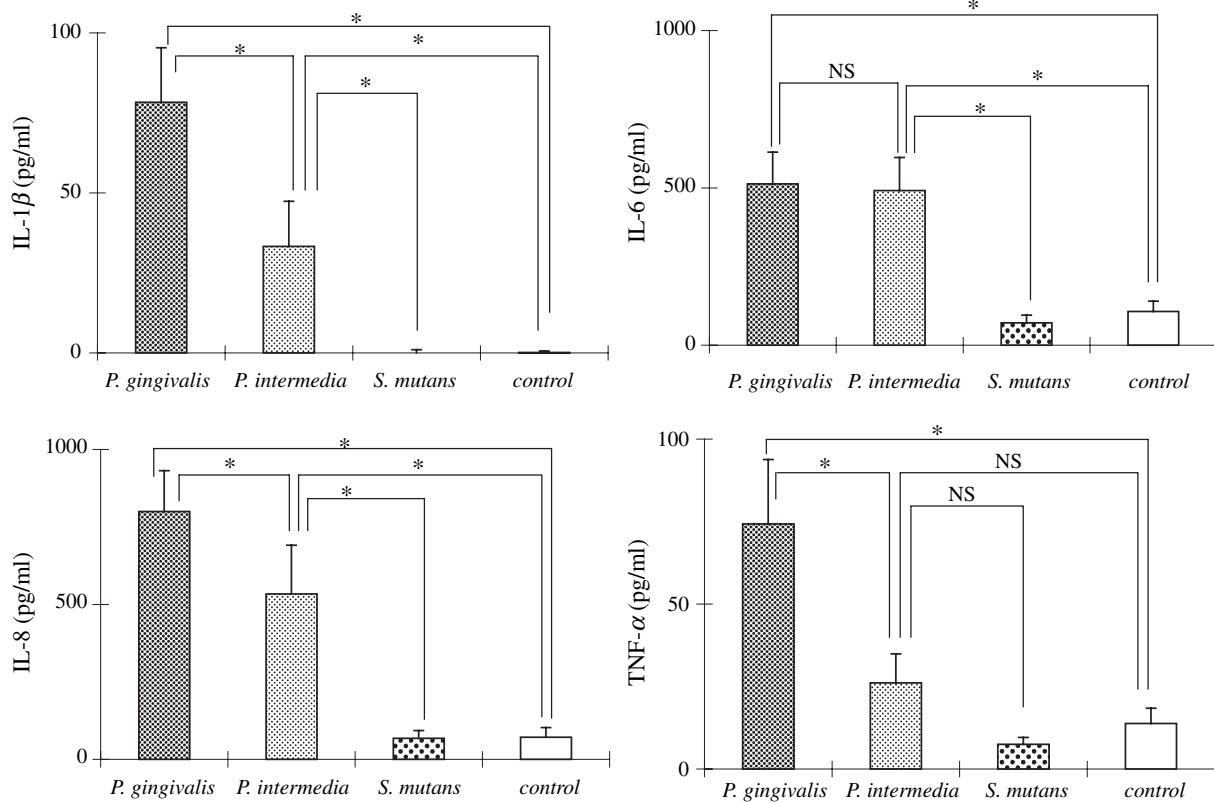 100
50
0
IL-1β (pg/ml)
*
*
*
*
P. gingivalis
P. intermedia
S. mutans
control
1000
500
0
IL-6 (pg/ml)
*
NS
*
*
P. gingivalis
P. intermedia
S. mutans
control
1000
500
0
IL-8 (pg/ml)
*
*
*
*
P. gingivalis
P. intermedia
S. mutans
control
100
50
0
TNF-α (pg/ml)
*
*
NS
NS
P. gingivalis
P. intermedia
S. mutans
control